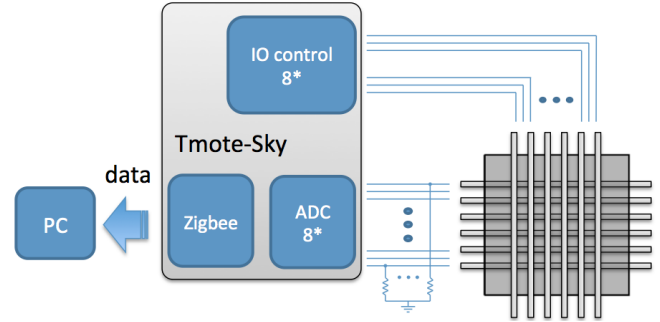 IO control
8*
Tmote-Sky
data
PC
Zigbee
ADC
8*